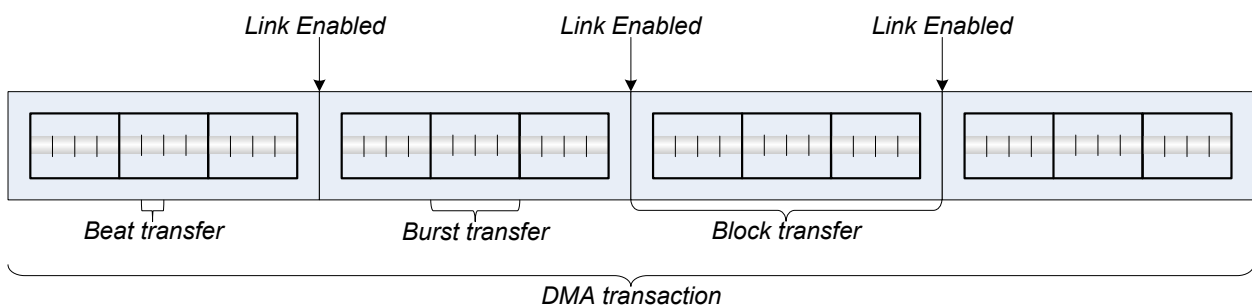 Link Enabled
Link Enabled
Link Enabled
Beat transfer
Burst transfer
Block transfer
DMA transaction